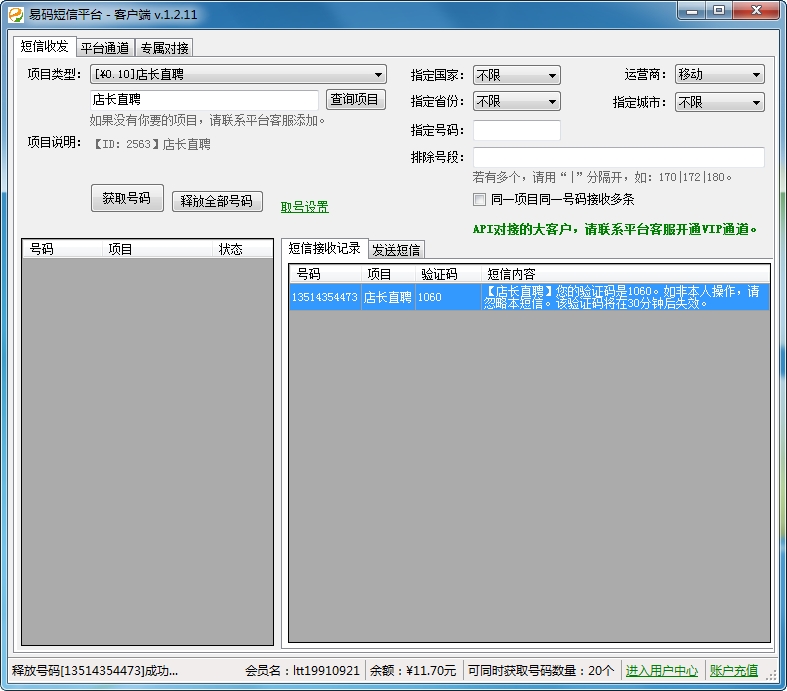 易码短信平台 - 客户端 v.1.2.11
短信收发 平台通道 专属对接
项目类型： [¥0.10]店长直聘
店长直聘 查询项目
如果没有你要的项目，请联系平台客服添加。
项目说明： 【ID：2563】店长直聘
获取号码 释放全部号码 取号设置
指定国家： 不限 运营商： 移动
指定省份： 不限 指定城市： 不限
指定号码：
排除号段：
若有多个，请用“|”分隔开，如：170|172|180。
同一项目同一号码接收多条
API对接的大客户，请联系平台客服开通VIP通道。
号码 项目 状态
短信接收记录 发送短信
号码 项目 验证码 短信内容
13514354473 店长直聘 1060 【店长直聘】您的验证码是1060。如非本人操作，请
忽略本短信。该验证码将在30分钟后失效。
释放号码[13514354473]成功... 会员名：ltt19910921 余额：¥11.70元 可同时获取号码数量：20个 进入用户中心 账户充值